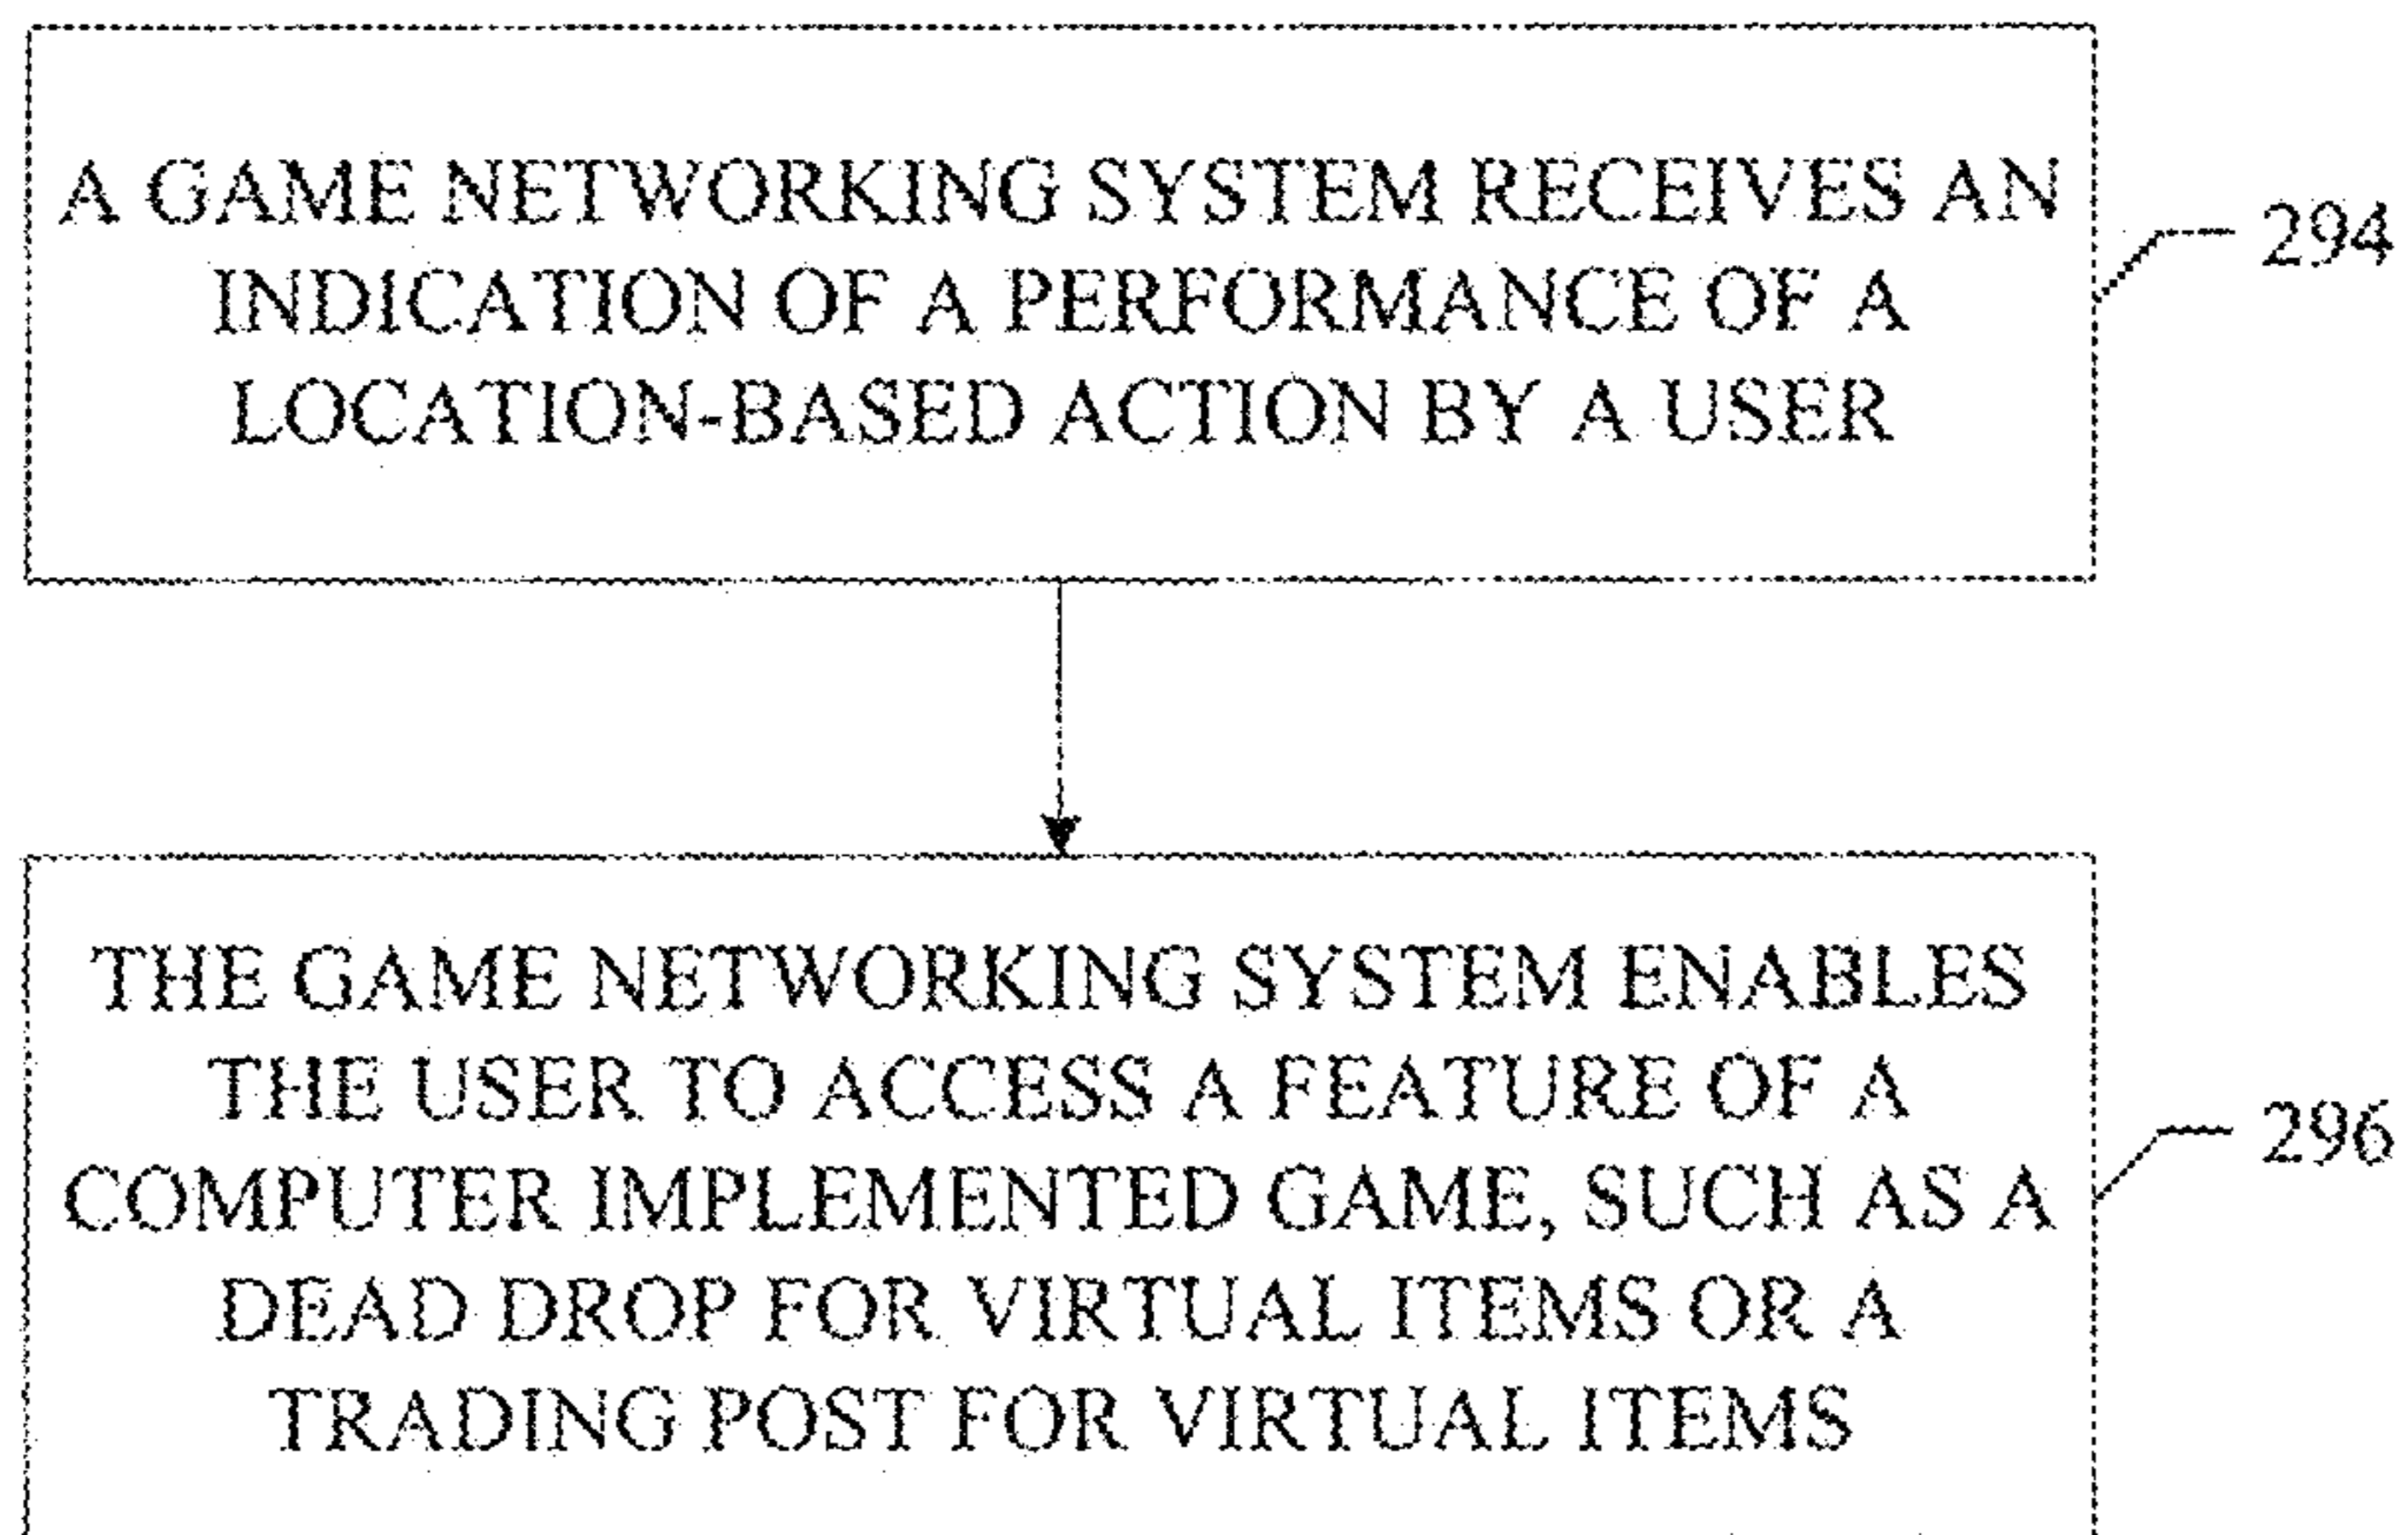 A GAME NETWORKING SYSTEM RECEIVES AN
INDICATION OF A PERFORMANCE OF A
LOCATION-BASED ACTION BY A USER
294
THE GAME NETWORKING SYSTEM ENABLES
THE USER TO ACCESS A FEATURE OF A
COMPUTER IMPLEMENTED GAME, SUCH AS A
DEAD DROP FOR VIRTUAL ITEMS OR A
TRADING POST FOR VIRTUAL ITEMS
296